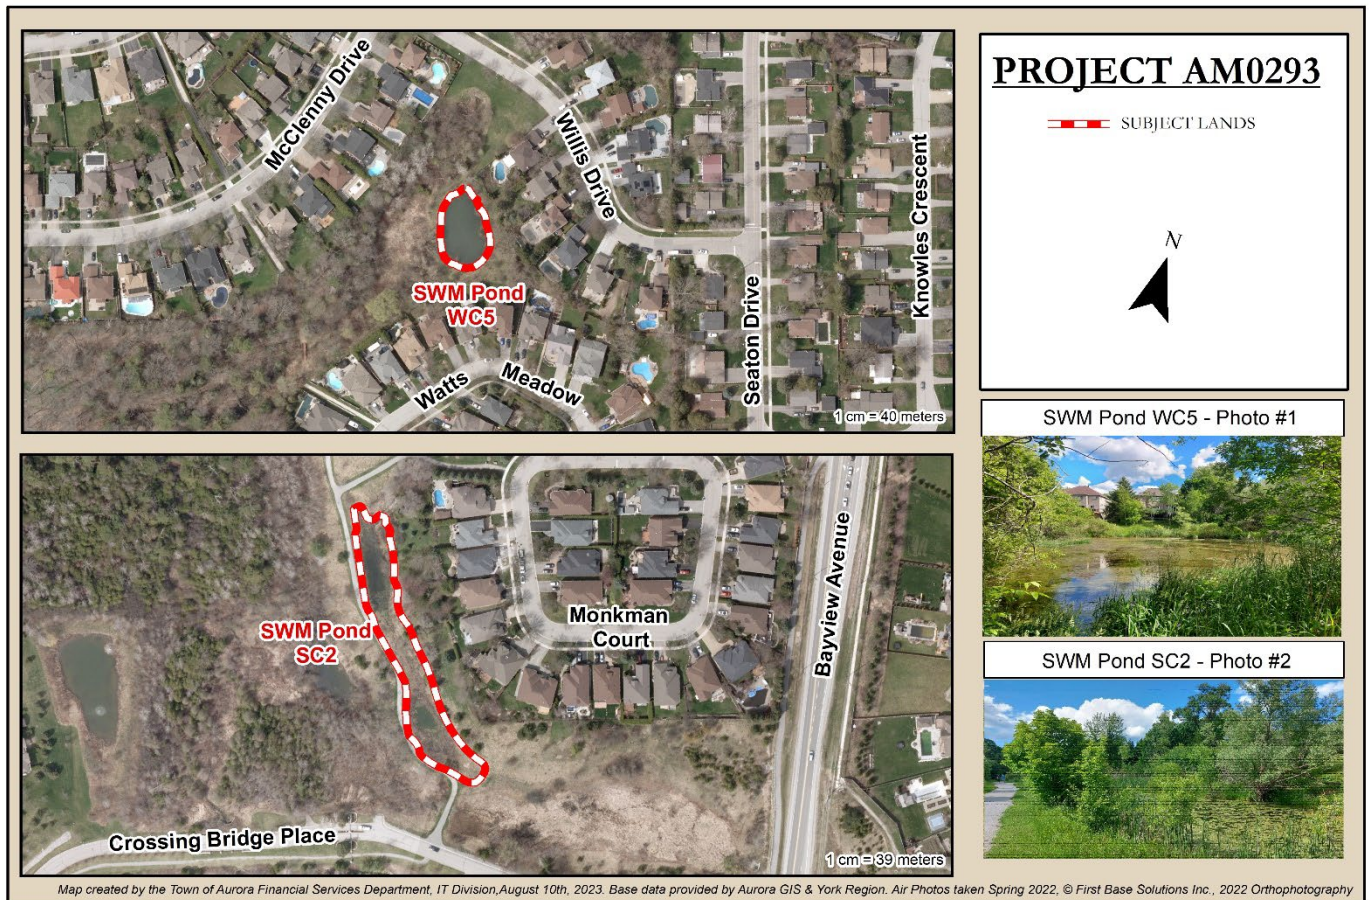 PROJECT AM0293
SUBJECT LANDS
N
McClenny Drive
Willis Drive
Knowles Crescent
Seaton Drive
SWM Pond
WC5
Watts
Meadow
1 cm = 40 meters
SWM Pond WC5 - Photo #1
Monkman
Court
Bayview Avenue
SWM Pond
SC2
Crossing Bridge Place
1 cm = 39 meters
SWM Pond SC2 - Photo #2
Map created by the Town of Aurora Financial Services Department, IT Division,August 10th, 2023. Base data provided by Aurora GIS & York Region. Air Photos taken Spring 2022, © First Base Solutions Inc., 2022 Orthophotography